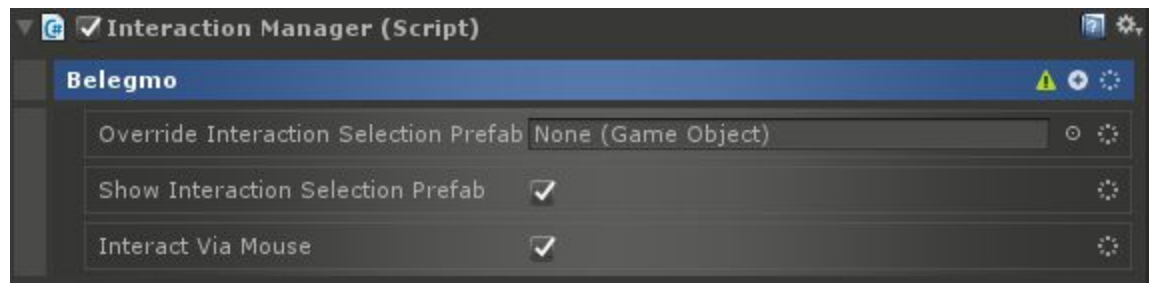 Interaction Manager (Script)
Belegmo
Override Interaction Selection Prefab None (Game Object)
Show Interaction Selection Prefab
Interact Via Mouse